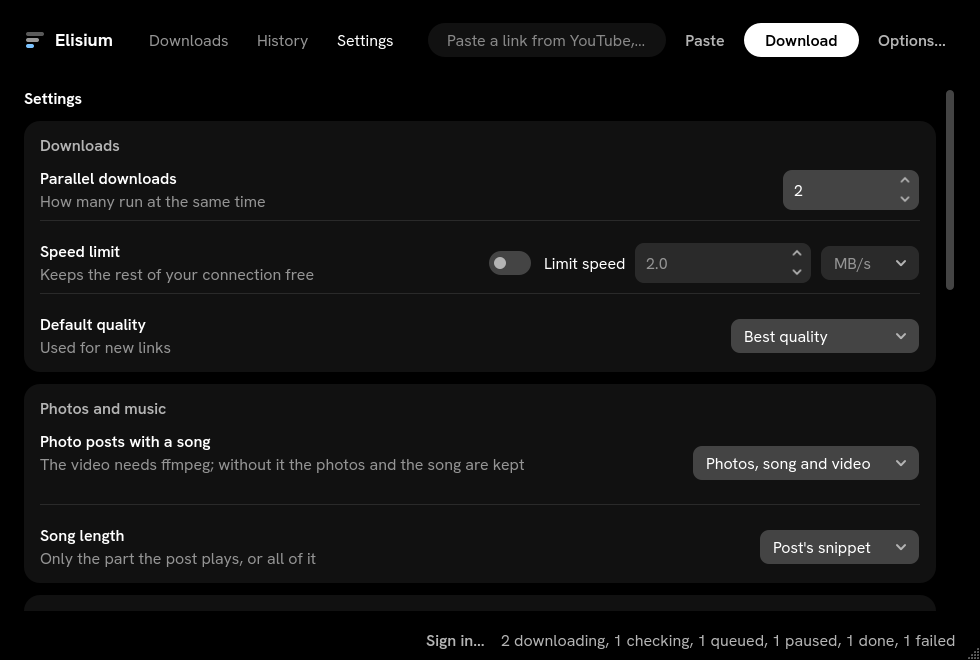 Elisium Downloads History Settings Paste a link from YouTube,... Paste Download Options...
Settings
Downloads
Parallel downloads
How many run at the same time
2
Speed limit
Keeps the rest of your connection free
Limit speed 2.0 MB/s
Default quality
Used for new links
Best quality
Photos and music
Photo posts with a song
The video needs ffmpeg; without it the photos and the song are kept
Photos, song and video
Song length
Only the part the post plays, or all of it
Post's snippet
Sign in... 2 downloading, 1 checking, 1 queued, 1 paused, 1 done, 1 failed